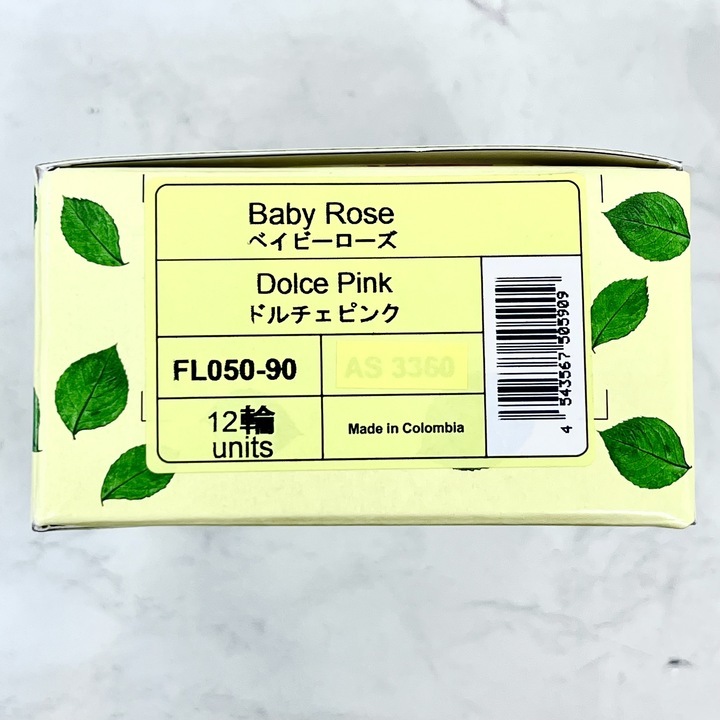 Baby Rose
ベイビーローズ
Dolce Pink
ドルチェピンク
FL050-90
AS 3360
12輪
units
Made in Colombia
4 543567 505909